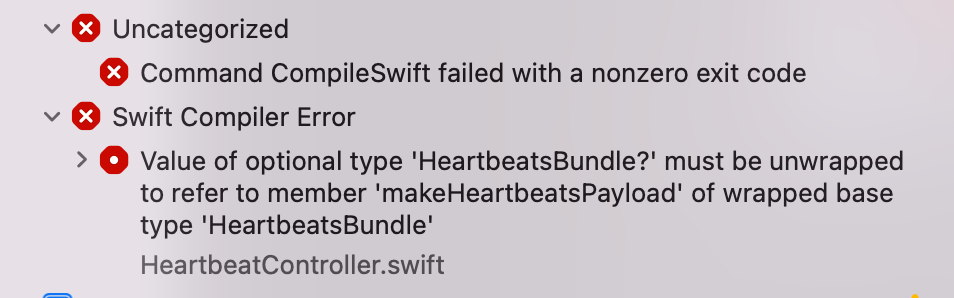 Uncategorized
Command CompileSwift failed with a nonzero exit code
Swift Compiler Error
Value of optional type 'HeartbeatsBundle?' must be unwrapped
to refer to member 'makeHeartbeatsPayload' of wrapped base
type 'HeartbeatsBundle'
HeartbeatController.swift